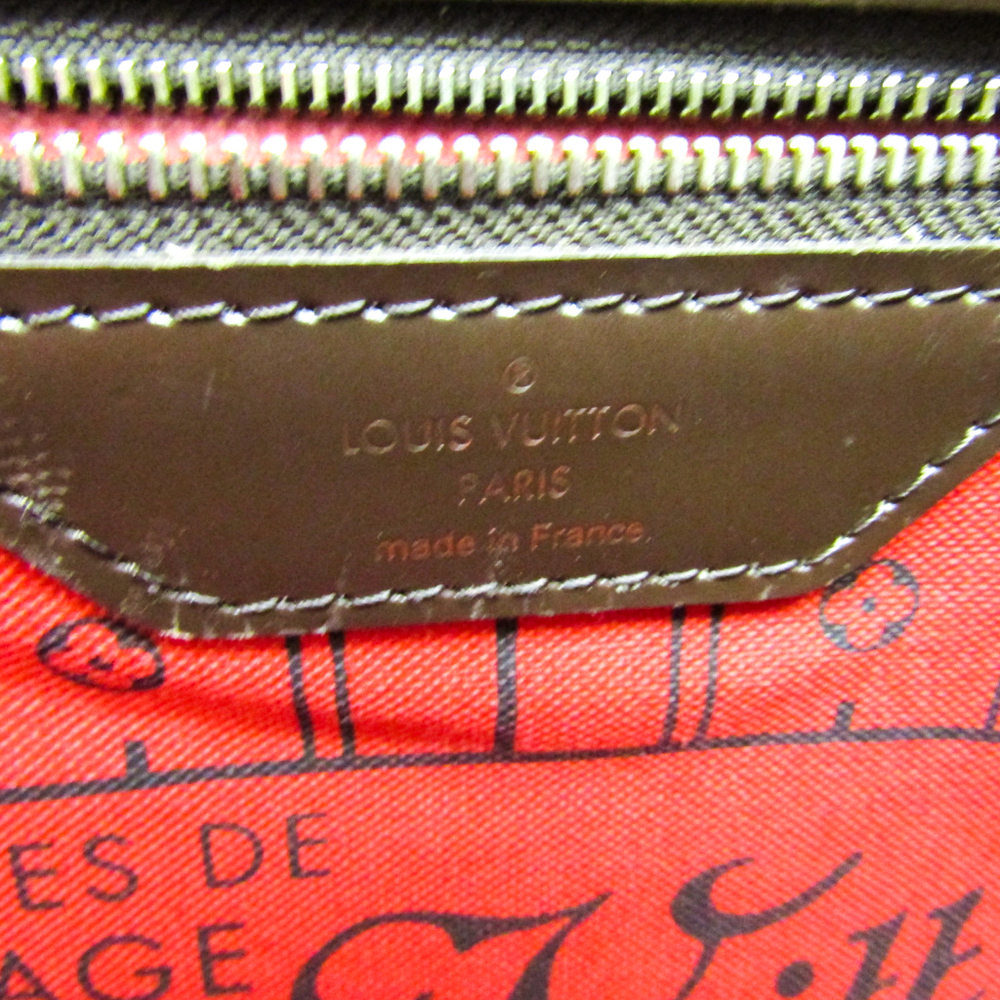 ®
LOUIS VUITTON
PARIS
made in France
ES DE
AGE